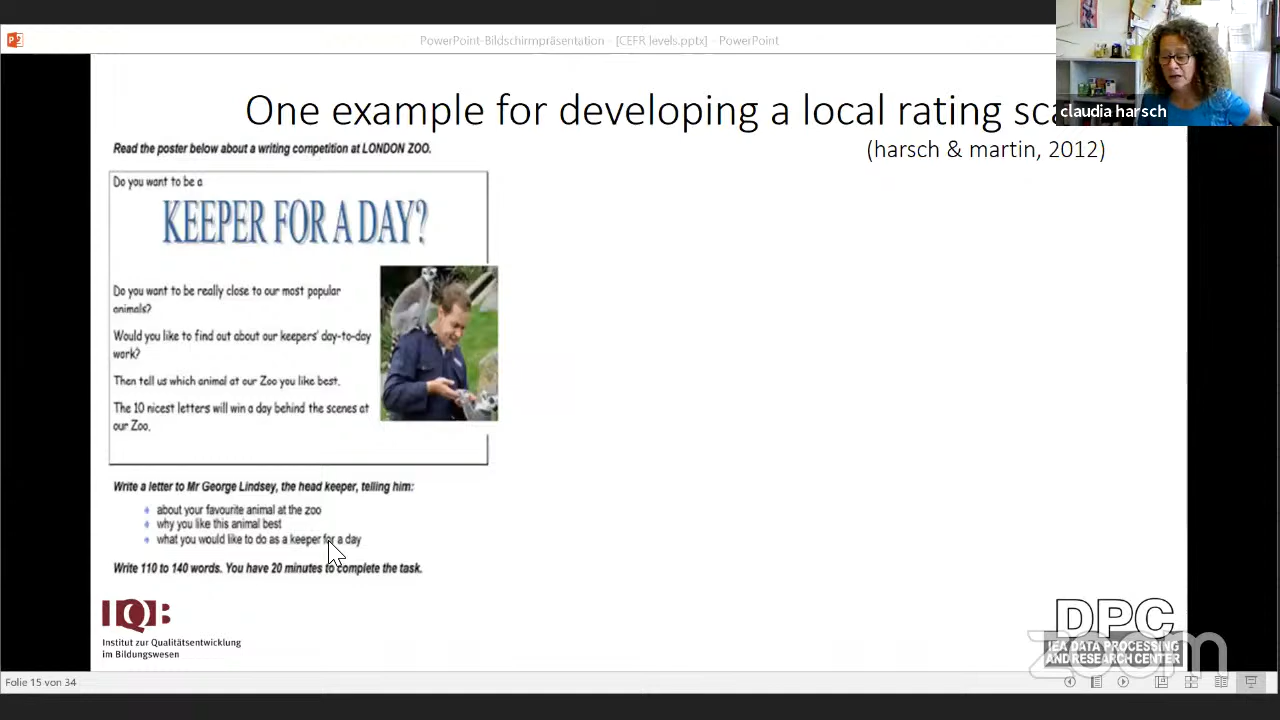 PowerPoint-Bildschirmpräsentation - [CEFR levels.pptx] - PowerPoint
claudia harsch
One example for developing a local rating sca
(harsch & martin, 2012)
Read the poster below about a writing competition at LONDON ZOO.
Do you want to be a
KEEPER FOR A DAY?
Do you want to be really close to our most popular
animals?
Would you like to find out about our keepers' day-to-day
work?
Then tell us which animal at our Zoo you like best.
The 10 nicest letters will win a day behind the scenes at
our Zoo.
Write a letter to Mr George Lindsey, the head keeper, telling him:
about your favourite animal at the zoo
why you like this animal best
what you would like to do as a keeper for a day
Write 110 to 140 words. You have 20 minutes to complete the task.
IQB
Institut zur Qualitätsentwicklung
im Bildungswesen
DPC
IEA DATA PROCESSING
AND RESEARCH CENTER
zoom
Folie 15 von 34